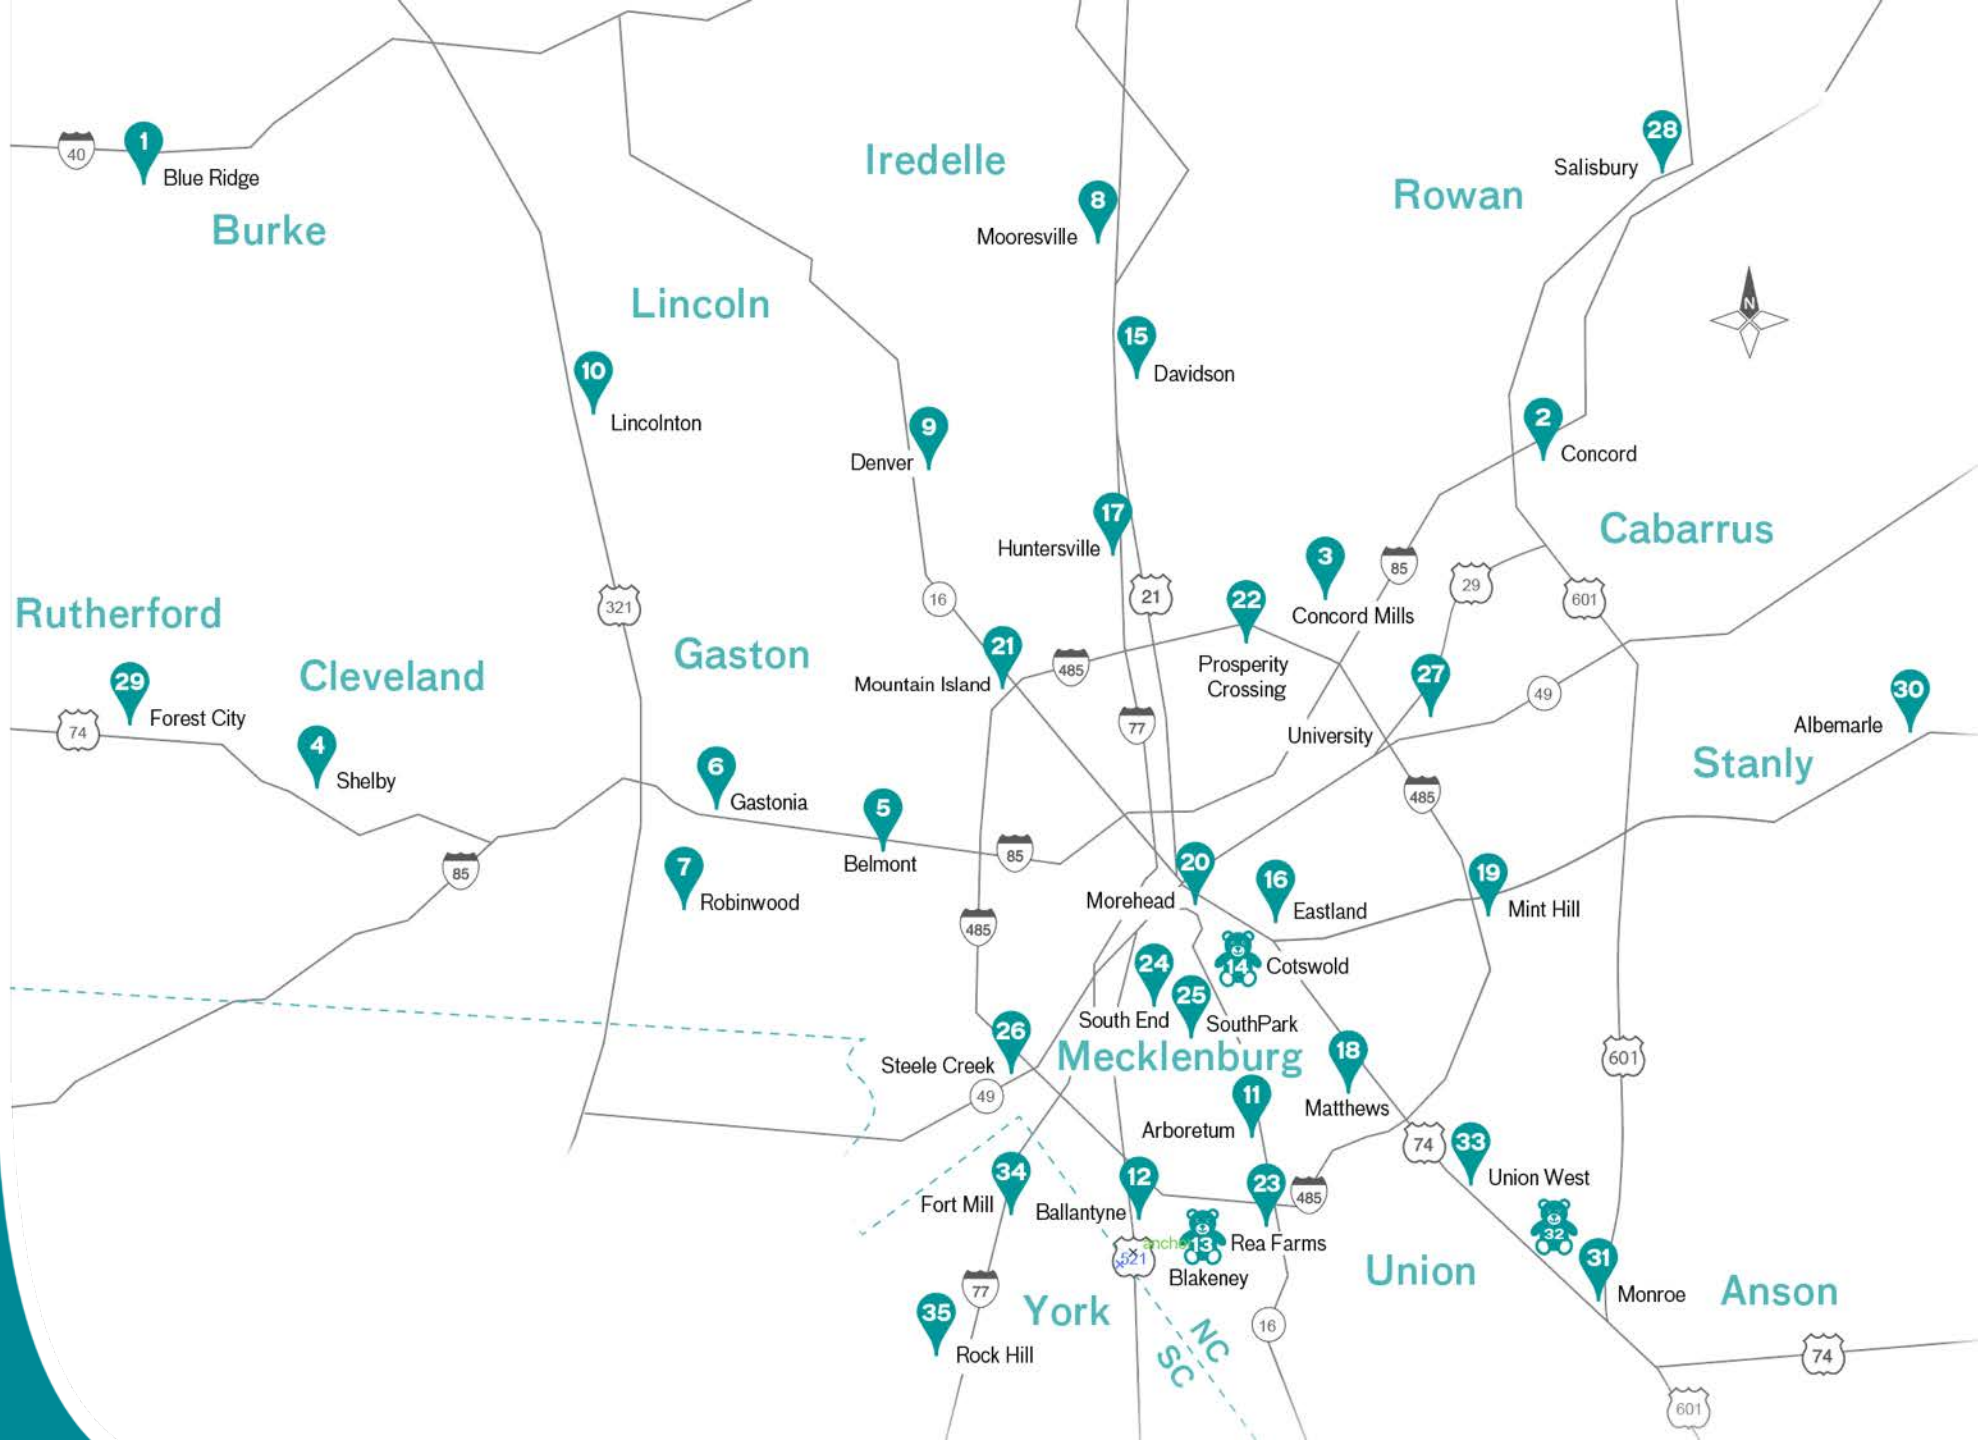 28
1
40
Blue Ridge
Salisbury
Iredelle
Rowan
8
Mooresville
Burke
Lincoln
N
15
Davidson
10
Lincolnton
9
Denver
2
Concord
17
Huntersville
Cabarrus
3
85
29
601
Concord Mills
321
16
21
22
Rutherford
21
Mountain Island
485
Prosperity
Crossing
Gaston
Cleveland
29
Forest City
27
49
30
Albemarle
74
4
Shelby
77
University
Stanly
6
Gastonia
5
Belmont
485
85
85
7
Robinwood
20
Morehead
16
Eastland
19
Mint Hill
485
24
14
Cotswold
25
South End
SouthPark
26
Steele Creek
Mecklenburg
18
Matthews
601
49
11
Arboretum
74
33
Union West
34
Fort Mill
12
Ballantyne
23
485
Rea Farms
32
521
anchor
13
Blakeney
Union
31
Monroe
77
York
Anson
35
Rock Hill
16
NC
SC
74
601